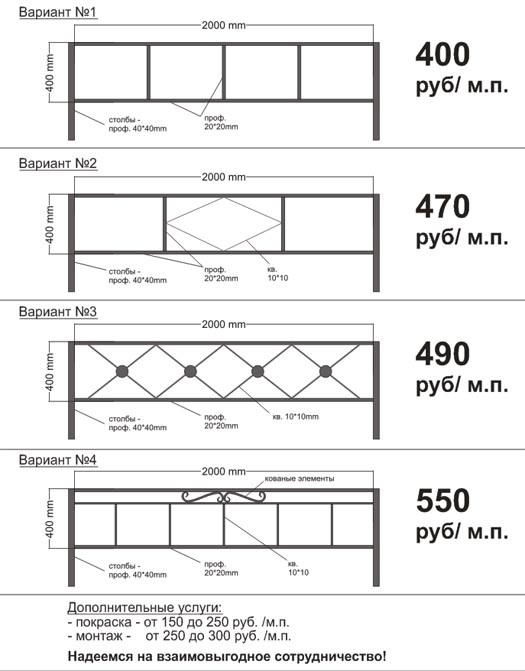 Вариант №1
2000 mm
400 mm
400
руб/ м.п.
столбы -
проф. 40*40mm
проф.
20*20mm
Вариант №2
2000 mm
400 mm
470
руб/ м.п.
столбы -
проф. 40*40mm
проф.
20*20mm
кв.
10*10
Вариант №3
2000 mm
400 mm
490
руб/ м.п.
столбы -
проф. 40*40mm
проф.
20*20mm
кв. 10*10mm
Вариант №4
2000 mm
кованые элементы
400 mm
550
руб/ м.п.
столбы -
проф. 40*40mm
проф.
20*20mm
кв.
10*10
Дополнительные услуги:
- покраска - от 150 до 250 руб. /м.п.
- монтаж - от 250 до 300 руб. /м.п.
Надеемся на взаимовыгодное сотрудничество!